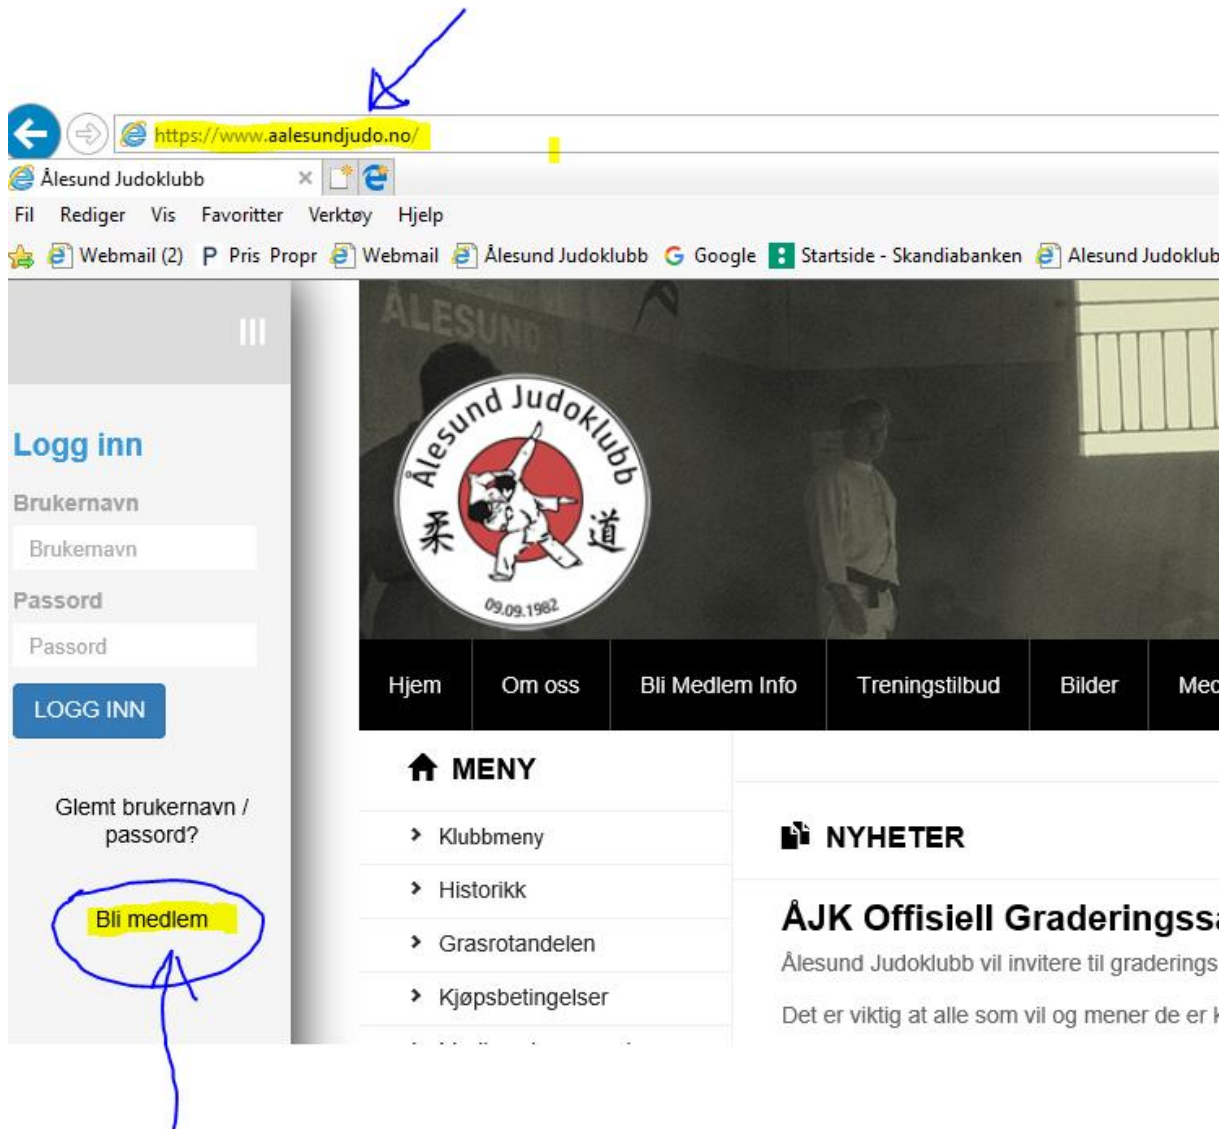 https://www.aalesundjudo.no/
Ålesund Judoklubb
Fil Rediger Vis Favoritter Verktøy Hjelp
Webmail (2) P Pris Propr Webmail Ålesund Judoklubb G Google Startside - Skandiabanken Alesund Judoklub
ÅLESUND
Ålesund Judoklubb
柔 道
09.09.1982
Logg inn
Brukernavn
Brukernavn
Passord
Passord
LOGG INN
Glemt brukernavn /
passord?
Bli medlem
Hjem Om oss Bli Medlem Info Treningstilbud Bilder Med
MENY
Klubbmeny
Historikk
Grasrotandelen
Kjøpsbetingelser
NYHETER
ÅJK Offisiell Graderingss
Ålesund Judoklubb vil invitere til graderings
Det er viktig at alle som vil og mener de er k